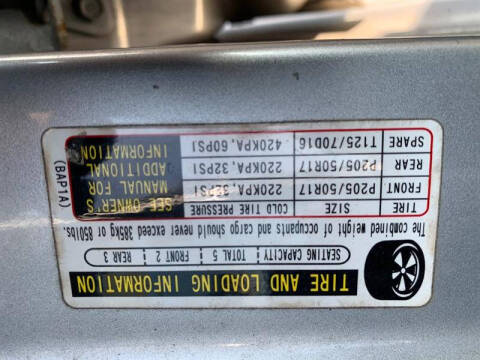 TIRE AND LOADING INFORMATION
SEATING CAPACITY TOTAL 5 FRONT 2 REAR 3
The combined weight of occupants and cargo should never exceed 385kg or 850lbs.
TIRE SIZE COLD TIRE PRESSURE SEE OWNER'S
FRONT P205/50R17 220KPA, 32PSI MANUAL FOR
REAR P205/50R17 220KPA, 32PSI ADDITIONAL
SPARE T125/70D16 420KPA, 60PSI INFORMATION
(BAP1A)